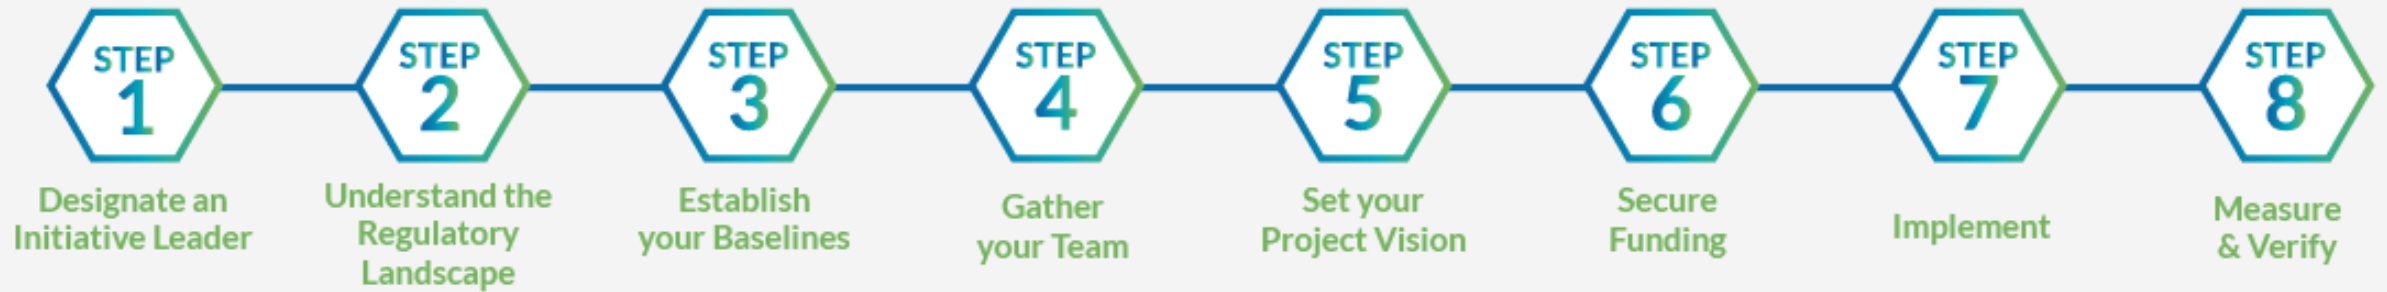 STEP
1
Designate an
Initiative Leader
STEP
2
Understand the
Regulatory
Landscape
STEP
3
Establish
your Baselines
STEP
4
Gather
your Team
STEP
5
Set your
Project Vision
STEP
6
Secure
Funding
STEP
7
Implement
STEP
8
Measure
& Verify